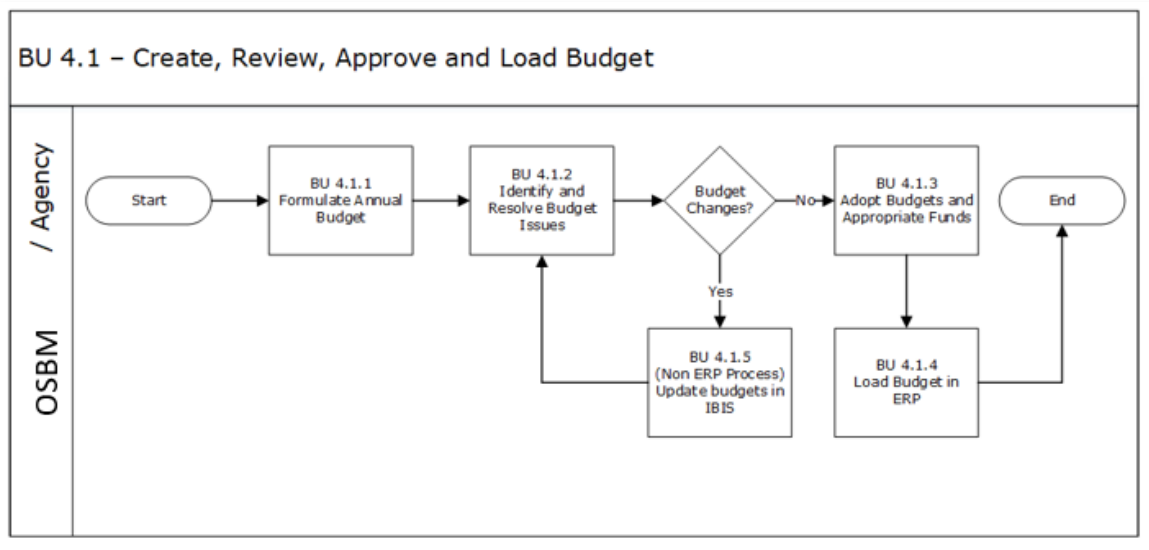 BU 4.1 – Create, Review, Approve and Load Budget
OSBM / Agency
Start
BU 4.1.1
Formulate Annual
Budget
BU 4.1.2
Identify and
Resolve Budget
Issues
Budget
Changes?
No
BU 4.1.3
Adopt Budgets and
Appropriate Funds
End
Yes
BU 4.1.5
(Non ERP Process)
Update budgets in
IBIS
BU 4.1.4
Load Budget in
ERP